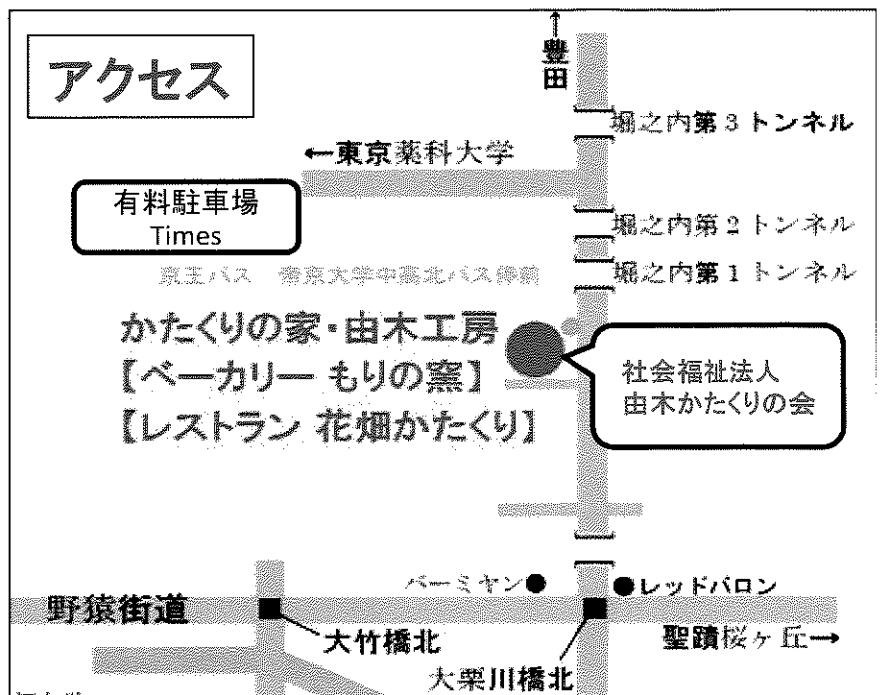 アクセス
↑
豊田
堀之内第3トンネル
←東京薬科大学
有料駐車場
Times
堀之内第2トンネル
京王バス 帝京大学中高北バス停前
堀之内第1トンネル
かたくりの家・由木工房
【ベーカリー もりの窯】
【レストラン 花畑かたくり】
社会福祉法人
由木かたくりの会
バーミヤン●
●レッドバロン
野猿街道
大竹橋北
聖蹟桜ヶ丘→
大栗川橋北